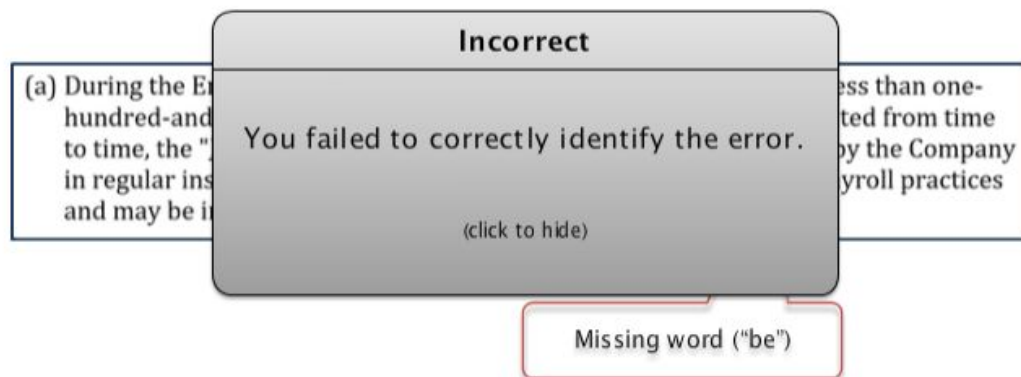 Incorrect
You failed to correctly identify the error.
(click to hide)
(a) During the ess than one-
hundred-and ted from time
to time, the " by the Company
in regular ins yroll practices
and may be
Missing word ("be")